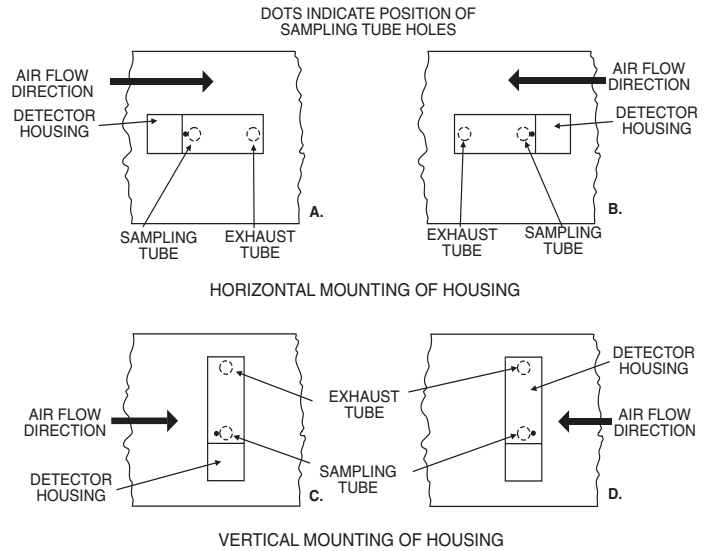 DOTS INDICATE POSITION OF
SAMPLING TUBE HOLES
AIR FLOW
DIRECTION
DETECTOR
HOUSING
SAMPLING
TUBE
EXHAUST
TUBE
A.
AIR FLOW
DIRECTION
DETECTOR
HOUSING
EXHAUST
TUBE
SAMPLING
TUBE
B.
HORIZONTAL MOUNTING OF HOUSING
AIR FLOW
DIRECTION
DETECTOR
HOUSING
C.
EXHAUST
TUBE
SAMPLING
TUBE
DETECTOR
HOUSING
AIR FLOW
DIRECTION
D.
VERTICAL MOUNTING OF HOUSING